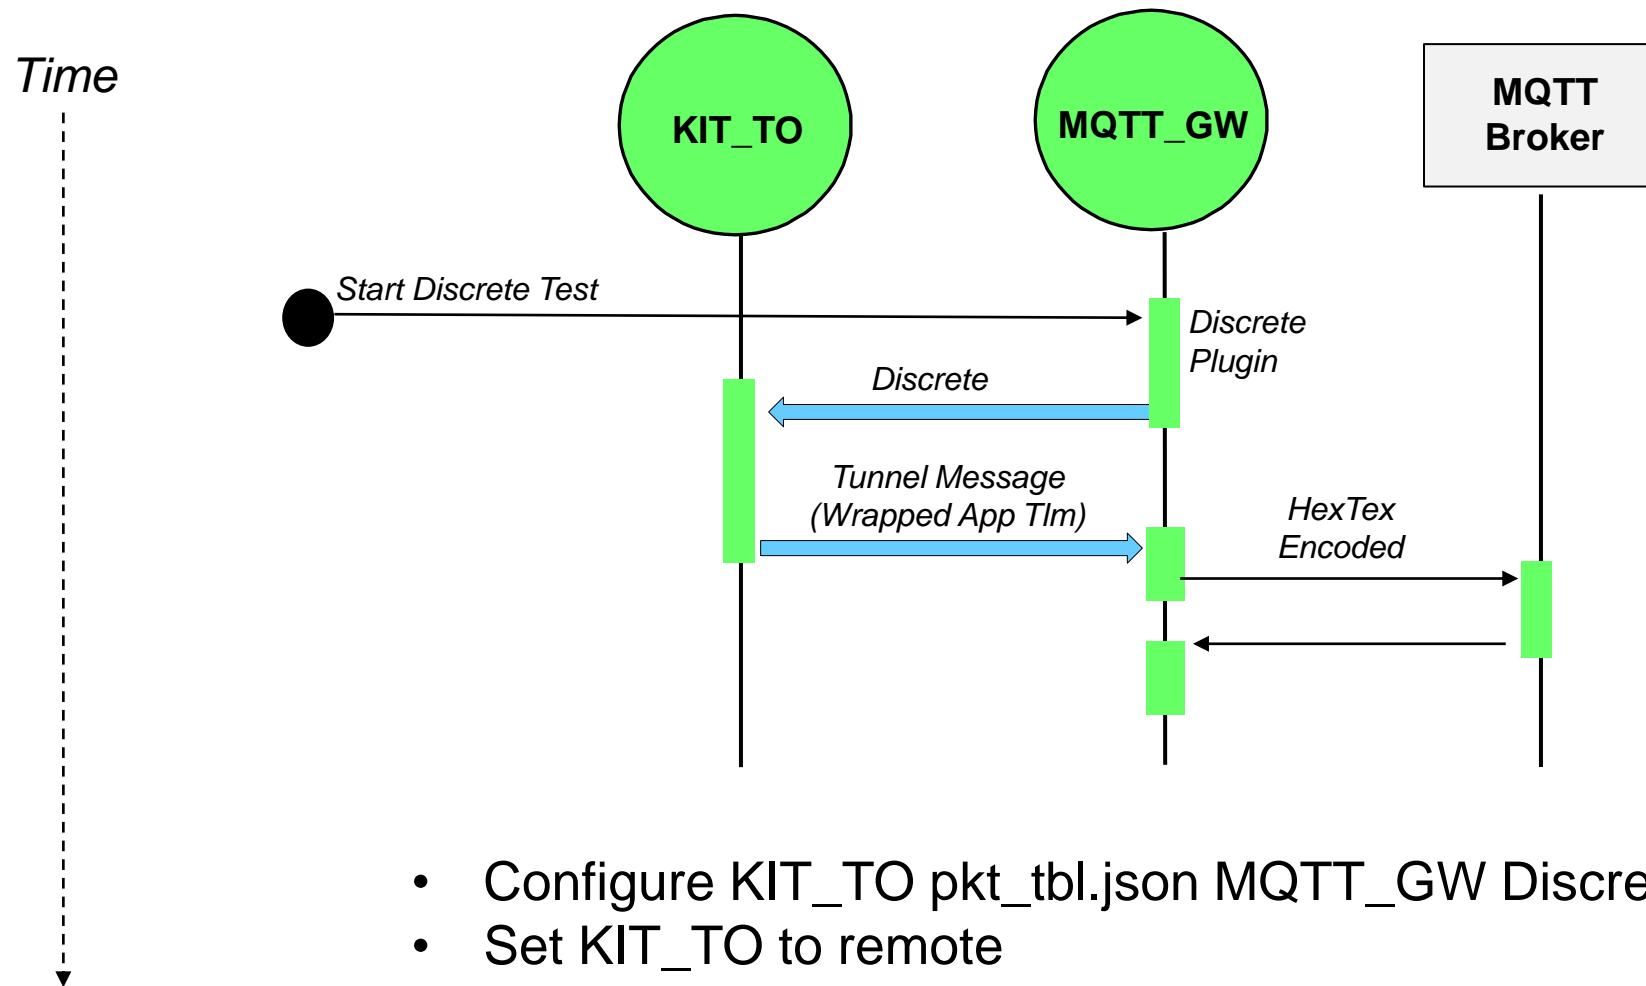 Time
KIT_TO
MQTT_GW
MQTT
Broker
Start Discrete Test
Discrete
Plugin
Discrete
Tunnel Message
(Wrapped App Tlm)
HexTex
Encoded
• Configure KIT_TO pkt_tbl.json MQTT_GW Discre
• Set KIT_TO to remote